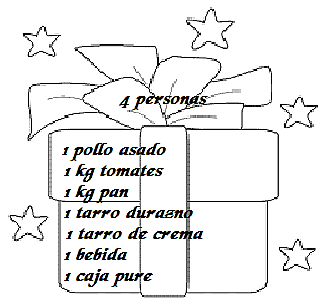 4 personas
1 pollo asado
1 kg tomates
1 kg pan
1 tarro durazno
1 tarro de crema
1 bebida
1 caja pure